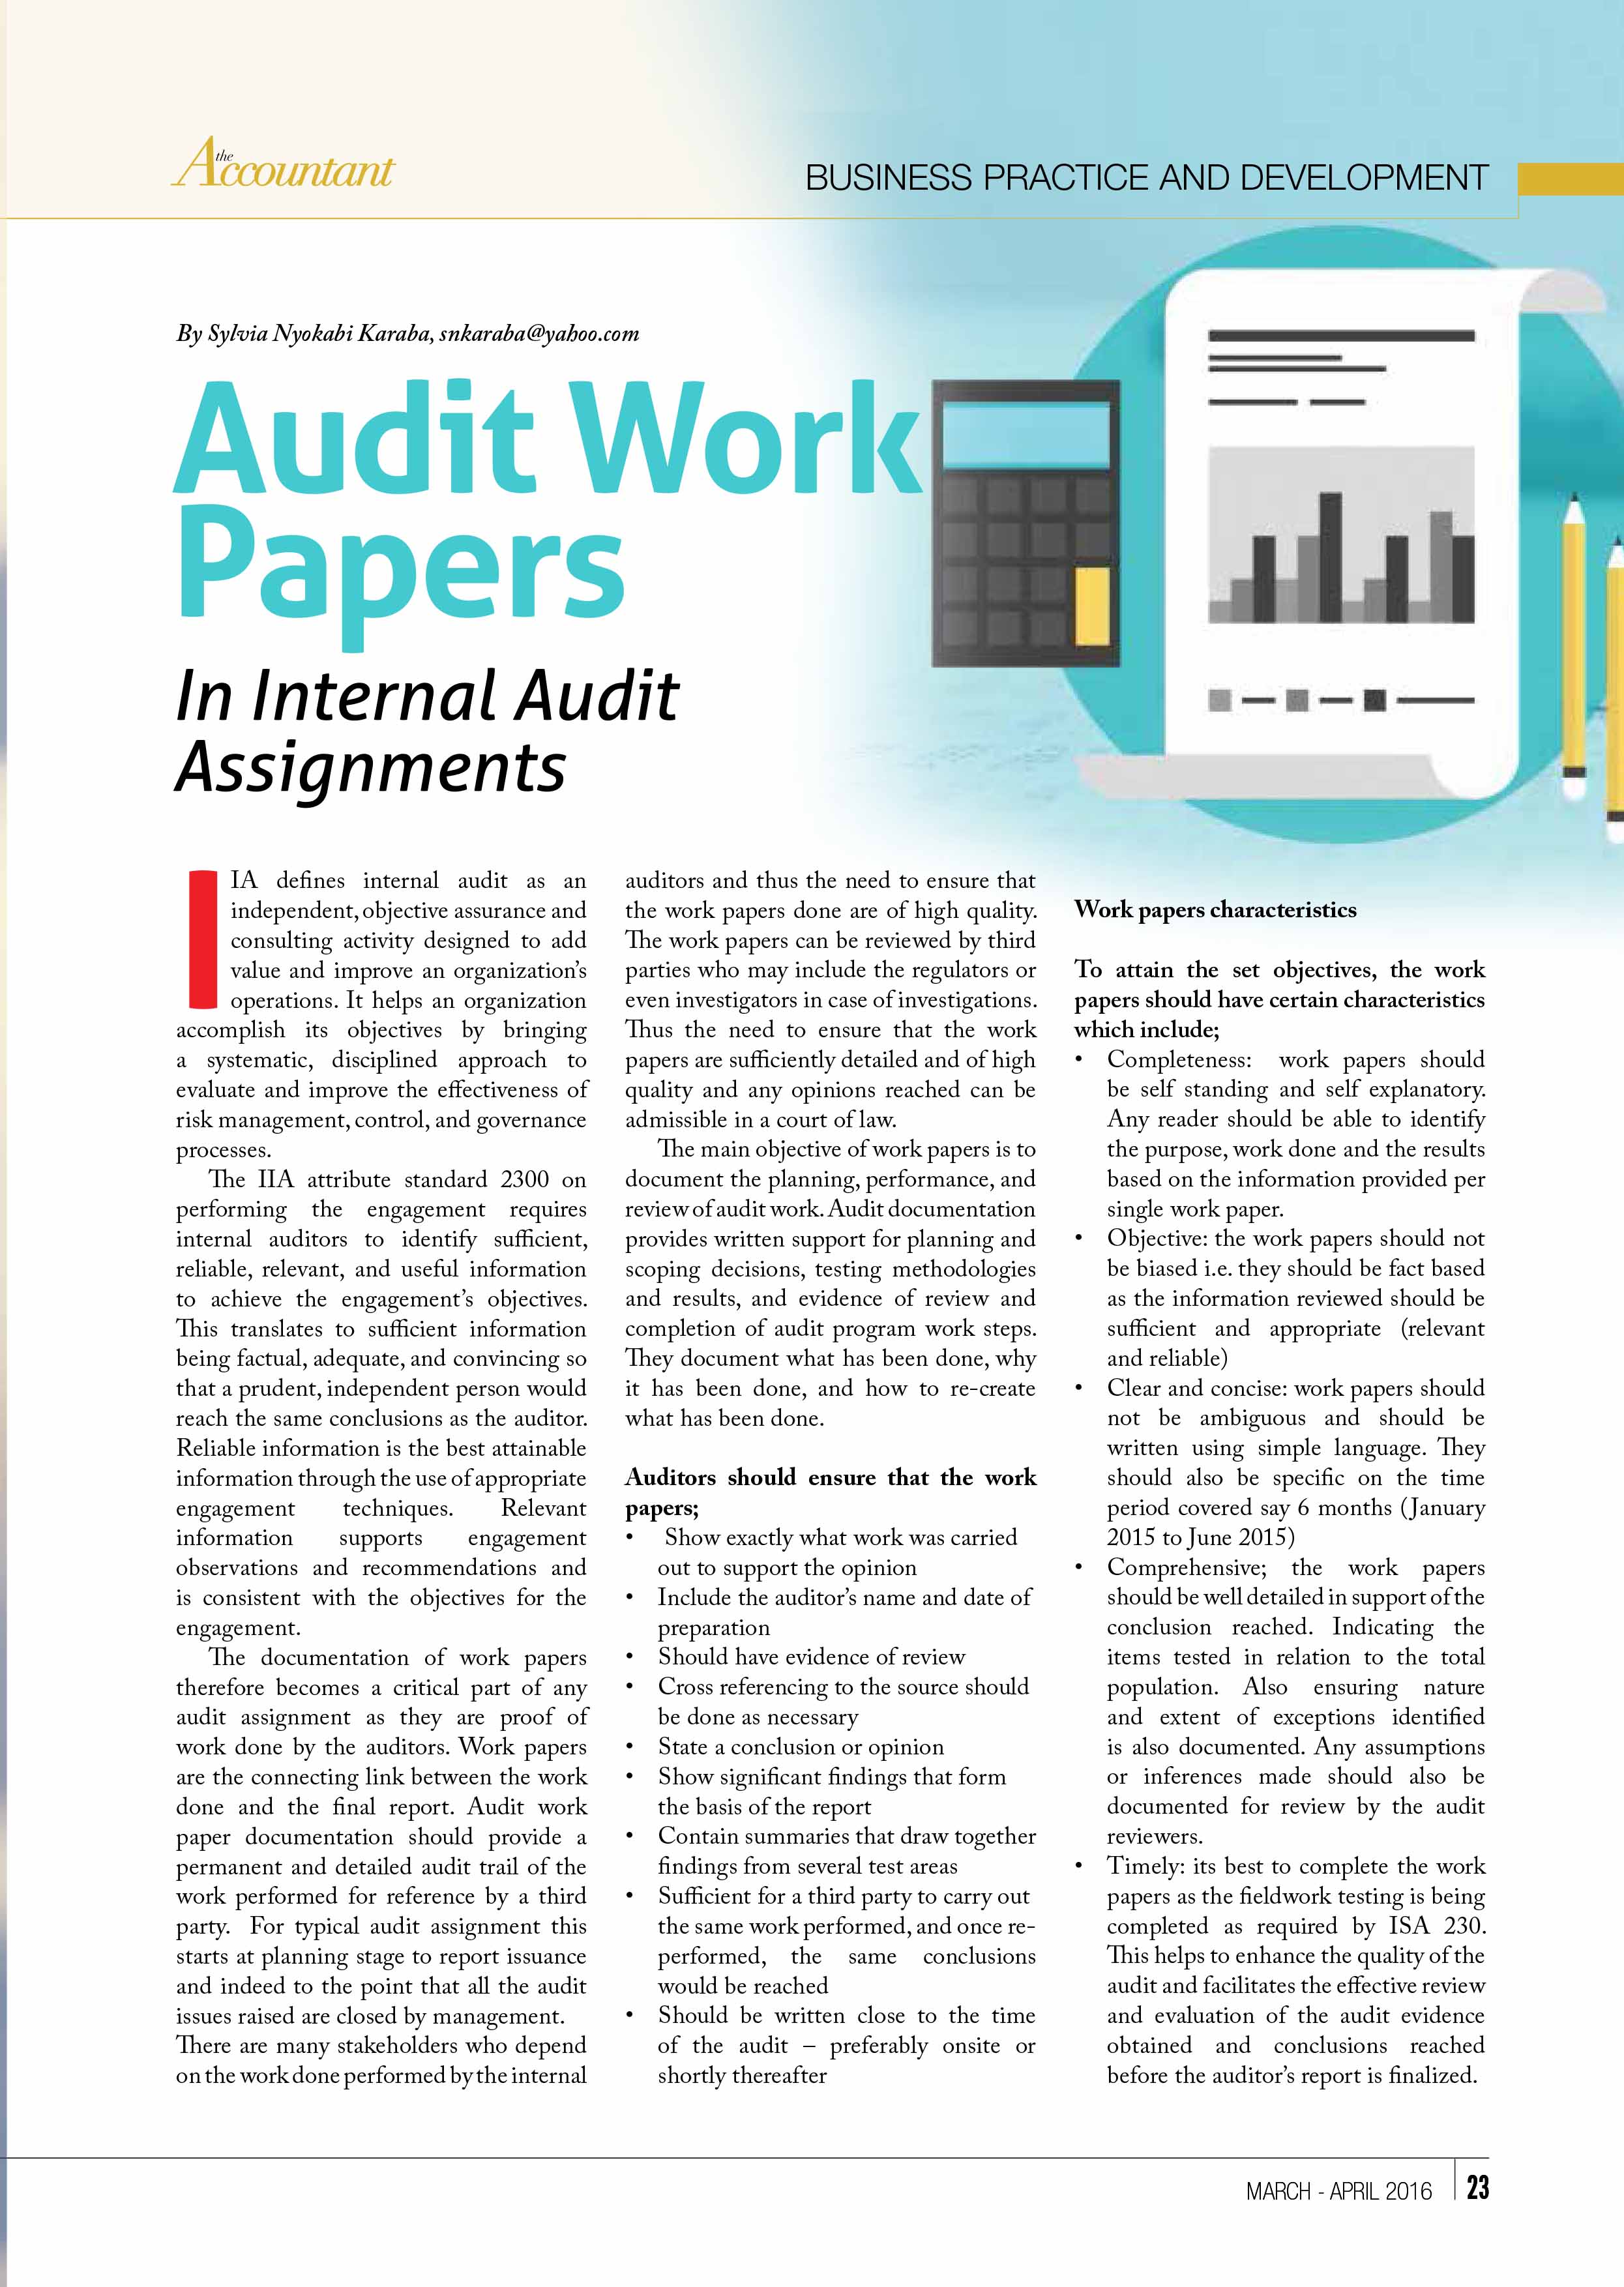 the Accountant
BUSINESS PRACTICE AND DEVELOPMENT
By Sylvia Nyokabi Karaba, snkaraba@yahoo.com
Audit Work
Papers
In Internal Audit
Assignments
IIA defines internal audit as an
independent, objective assurance and
consulting activity designed to add
value and improve an organization's
operations. It helps an organization
accomplish its objectives by bringing
a systematic, disciplined approach to
evaluate and improve the effectiveness of
risk management, control, and governance
processes.
The IIA attribute standard 2300 on
performing the engagement requires
internal auditors to identify sufficient,
reliable, relevant, and useful information
to achieve the engagement's objectives.
This translates to sufficient information
being factual, adequate, and convincing so
that a prudent, independent person would
reach the same conclusions as the auditor.
Reliable information is the best attainable
information through the use of appropriate
engagement techniques. Relevant
information supports engagement
observations and recommendations and
is consistent with the objectives for the
engagement.
The documentation of work papers
therefore becomes a critical part of any
audit assignment as they are proof of
work done by the auditors. Work papers
are the connecting link between the work
done and the final report. Audit work
paper documentation should provide a
permanent and detailed audit trail of the
work performed for reference by a third
party. For typical audit assignment this
starts at planning stage to report issuance
and indeed to the point that all the audit
issues raised are closed by management.
There are many stakeholders who depend
on the work done performed by the internal
auditors and thus the need to ensure that
the work papers done are of high quality.
The work papers can be reviewed by third
parties who may include the regulators or
even investigators in case of investigations.
Thus the need to ensure that the work
papers are sufficiently detailed and of high
quality and any opinions reached can be
admissible in a court of law.
The main objective of work papers is to
document the planning, performance, and
review of audit work. Audit documentation
provides written support for planning and
scoping decisions, testing methodologies
and results, and evidence of review and
completion of audit program work steps.
They document what has been done, why
it has been done, and how to re-create
what has been done.
Auditors should ensure that the work
papers;
• Show exactly what work was carried
out to support the opinion
• Include the auditor's name and date of
preparation
• Should have evidence of review
• Cross referencing to the source should
be done as necessary
• State a conclusion or opinion
• Show significant findings that form
the basis of the report
• Contain summaries that draw together
findings from several test areas
• Sufficient for a third party to carry out
the same work performed, and once re-
performed, the same conclusions
would be reached
• Should be written close to the time
of the audit – preferably onsite or
shortly thereafter
Work papers characteristics
To attain the set objectives, the work
papers should have certain characteristics
which include;
• Completeness: work papers should
be self standing and self explanatory.
Any reader should be able to identify
the purpose, work done and the results
based on the information provided per
single work paper.
• Objective: the work papers should not
be biased i.e. they should be fact based
as the information reviewed should be
sufficient and appropriate (relevant
and reliable)
• Clear and concise: work papers should
not be ambiguous and should be
written using simple language. They
should also be specific on the time
period covered say 6 months (January
2015 to June 2015)
• Comprehensive; the work papers
should be well detailed in support of the
conclusion reached. Indicating the
items tested in relation to the total
population. Also ensuring nature
and extent of exceptions identified
is also documented. Any assumptions
or inferences made should also be
documented for review by the audit
reviewers.
• Timely: its best to complete the work
papers as the fieldwork testing is being
completed as required by ISA 230.
This helps to enhance the quality of the
audit and facilitates the effective review
and evaluation of the audit evidence
obtained and conclusions reached
before the auditor's report is finalized.
MARCH - APRIL 2016 23